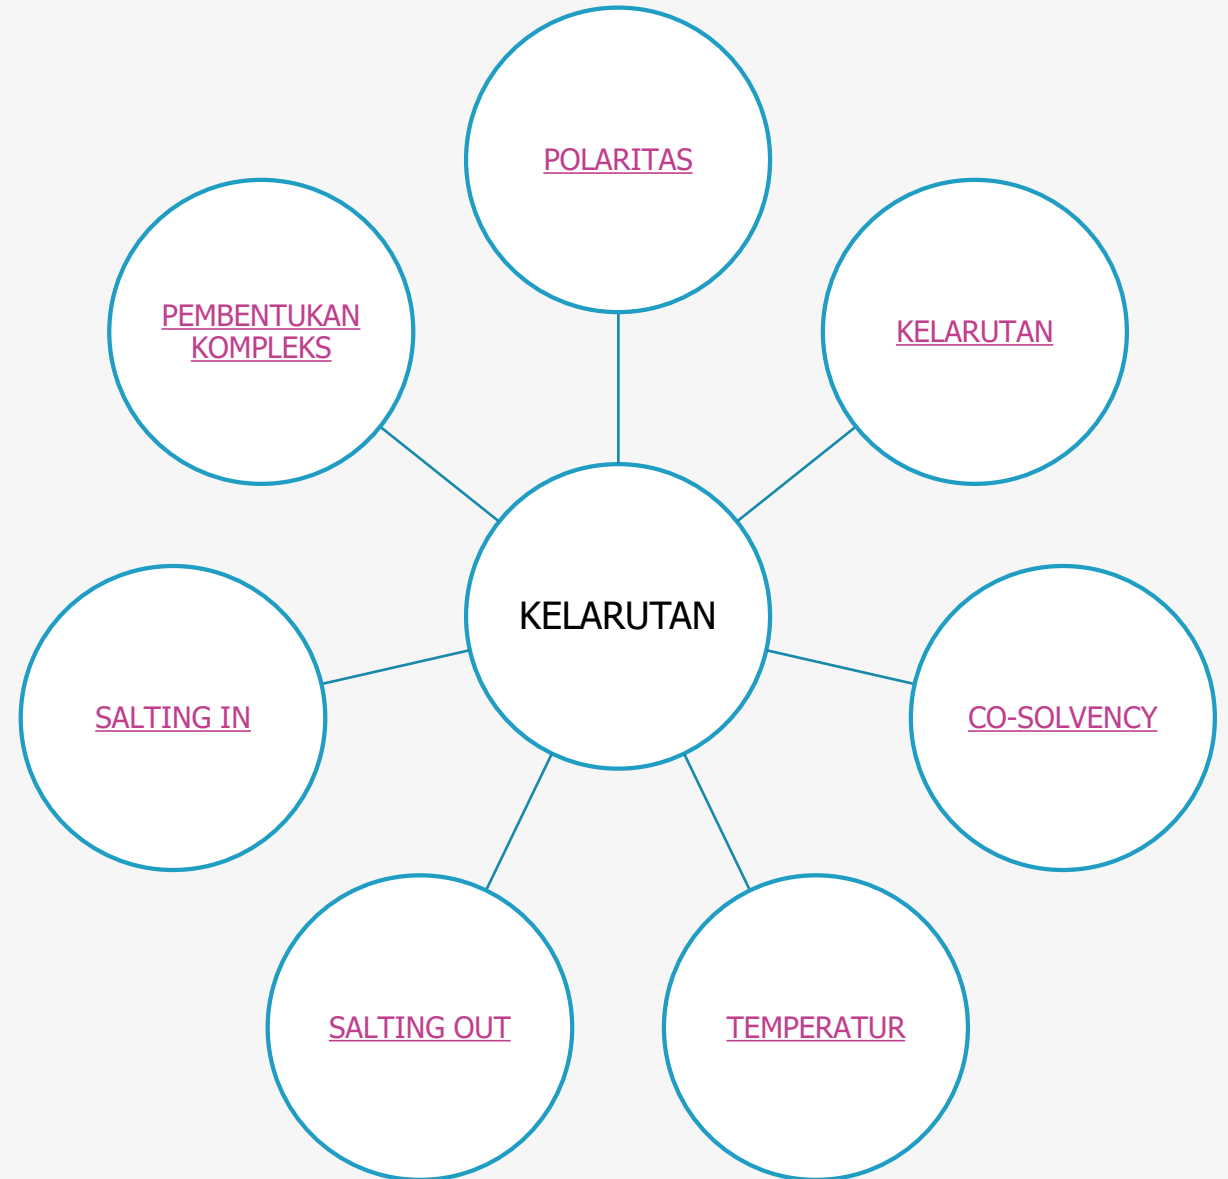 POLARITAS
PEMBENTUKAN
KOMPLEKS
KELARUTAN
KELARUTAN
SALTING IN
CO-SOLVENCY
SALTING OUT
TEMPERATUR